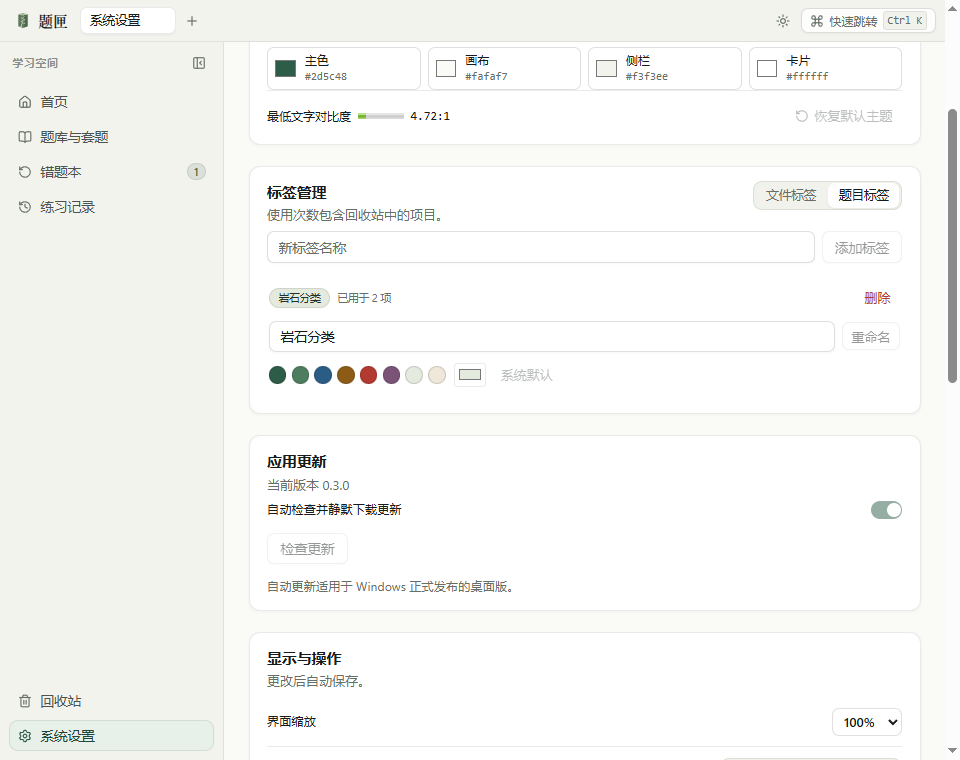 题匣 系统设置 快速跳转 Ctrl K
学习空间
首页
题库与套题
错题本 1
练习记录
回收站
系统设置
主色 画布 侧栏 卡片
#2d5c48 #fafaf7 #f3f3ee #ffffff
最低文字对比度 4.72:1 恢复默认主题
标签管理 文件标签 题目标签
使用次数包含回收站中的项目。
新标签名称 添加标签
岩石分类 已用于 2 项 删除
岩石分类 重命名
系统默认
应用更新
当前版本 0.3.0
自动检查并静默下载更新
检查更新
自动更新适用于 Windows 正式发布的桌面版。
显示与操作
更改后自动保存。
界面缩放 100%